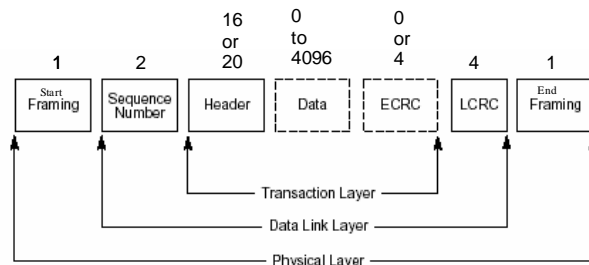 16
or
20
0
to
4096
0
or
4
1
2
4
1
Start
Framing
Sequence
Number
Header
Data
ECRC
LCRC
End
Framing
Transaction Layer
Data Link Layer
Physical Layer